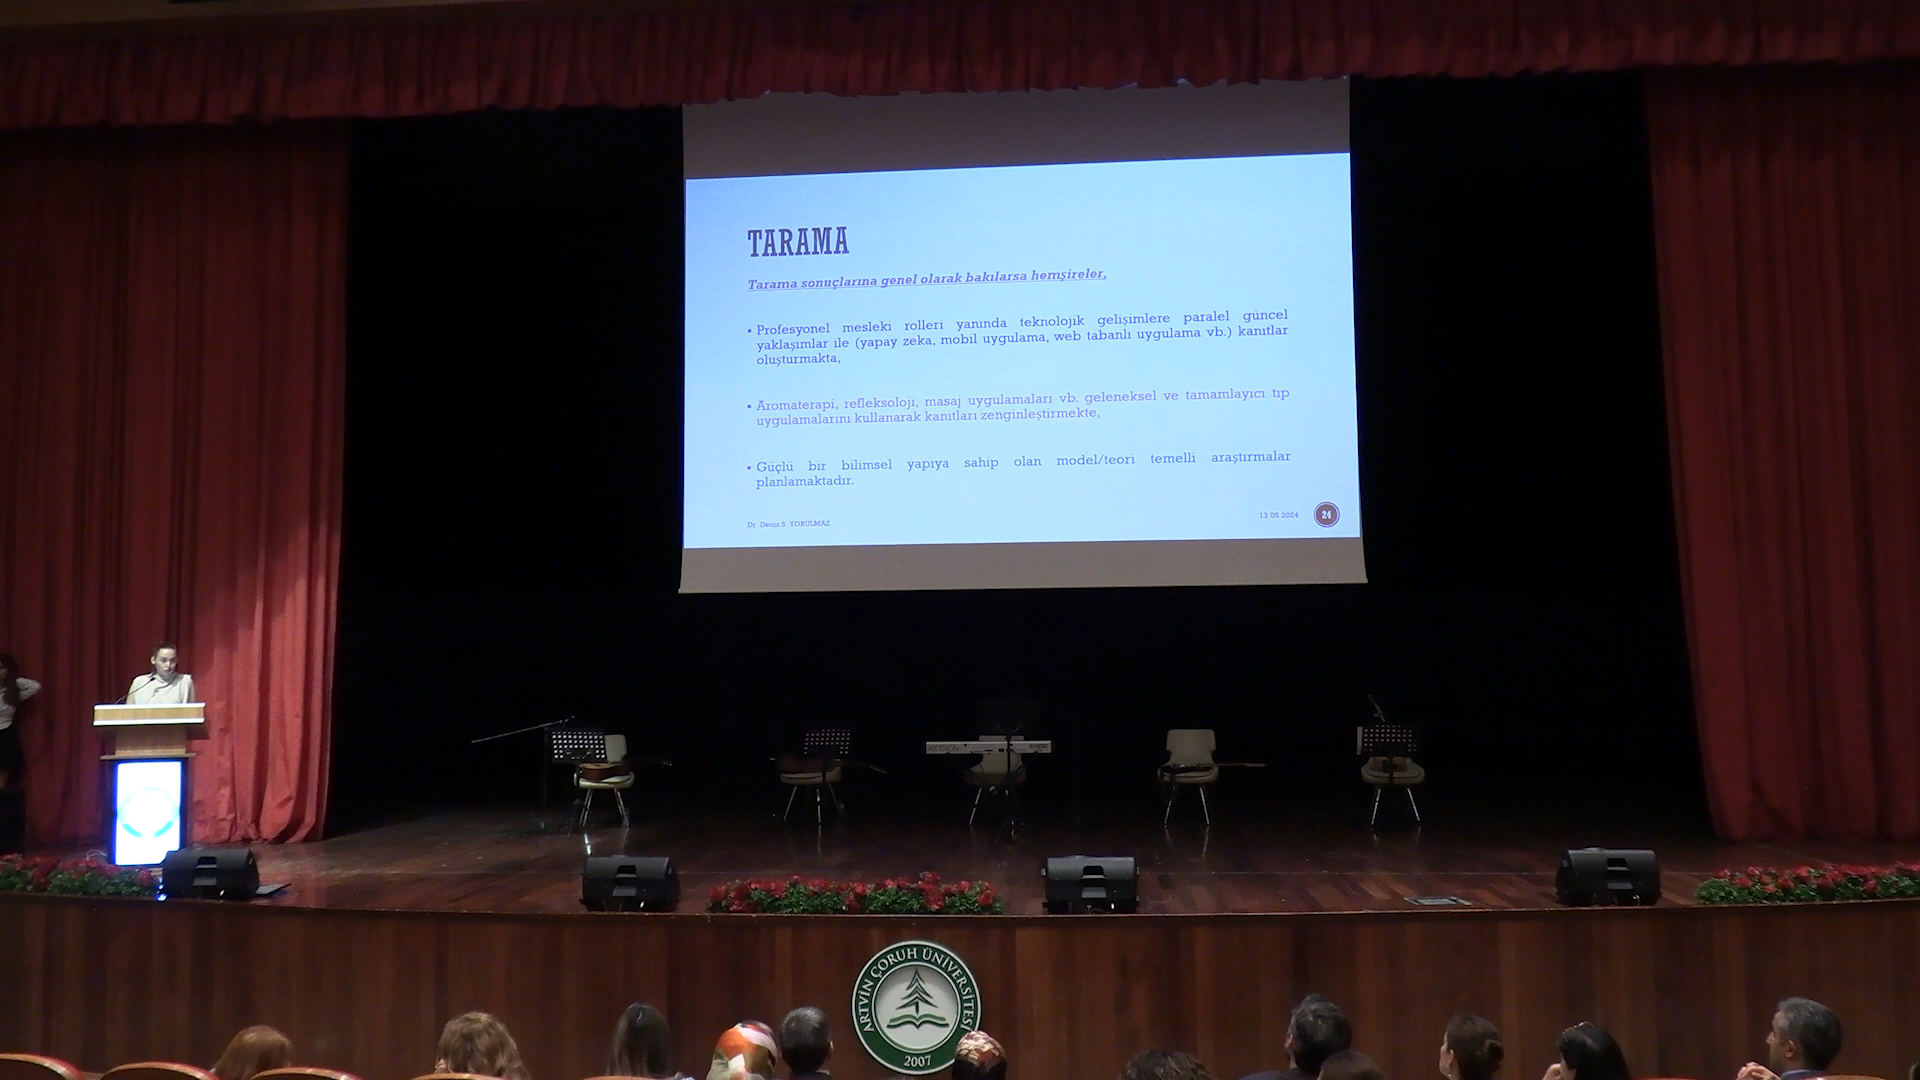 TARAMA
Tarama sonuçlarına genel olarak bakılarsa hemşireler,
▪ Profesyonel mesleki rolleri yanında teknolojik gelişimlere paralel güncel
yaklaşımlar ile (yapay zeka, mobil uygulama, web tabanlı uygulama vb.) kanıtlar
oluşturmakta,
▪ Aromaterapi, refleksoloji, masaj uygulamaları vb. geleneksel ve tamamlayıcı tıp
uygulamalarını kullanarak kanıtları zenginleştirmekte,
▪ Güçlü bir bilimsel yapıya sahip olan model/teori temelli araştırmalar
planlamaktadır.
Dr. Deniz S. YORULMAZ
13.05.2024
24
KETRON
ARTVİN ÇORUH ÜNİVERSİTESİ
2007